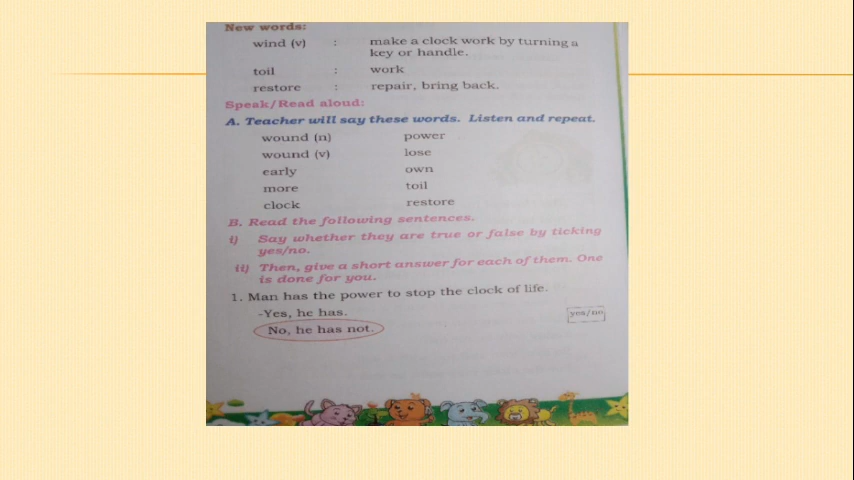 New words:
wind (v) : make a clock work by turning a
key or handle.
toil : work
restore : repair, bring back.
Speak/Read aloud:
A. Teacher will say these words. Listen and repeat.
wound (n) power
wound (v) lose
early own
more toil
clock restore
B. Read the following sentences.
i) Say whether they are true or false by ticking
yes/no.
ii) Then, give a short answer for each of them. One
is done for you.
1. Man has the power to stop the clock of life.
-Yes, he has. yes/no
No, he has not.